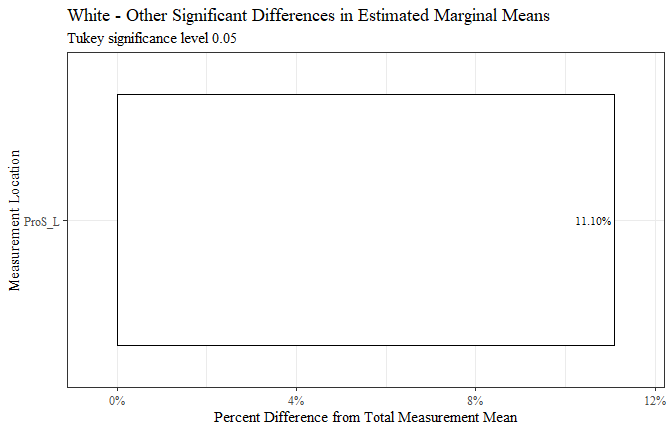 White - Other Significant Differences in Estimated Marginal Means
Tukey significance level 0.05
Measurement Location
ProS_L
11.10%
0%
4%
8%
12%
Percent Difference from Total Measurement Mean